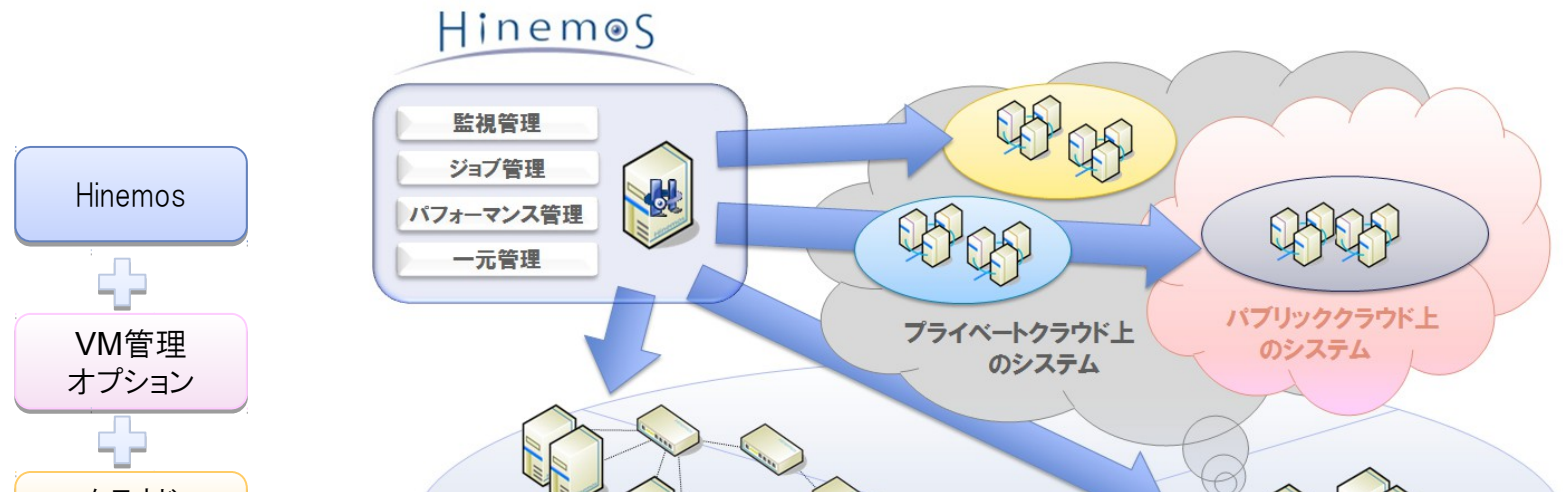 Hinemos
監視管理
ジョブ管理
パフォーマンス管理
一元管理
Hinemos
VM管理
オプション
プライベートクラウド上
のシステム
パブリッククラウド上
のシステム